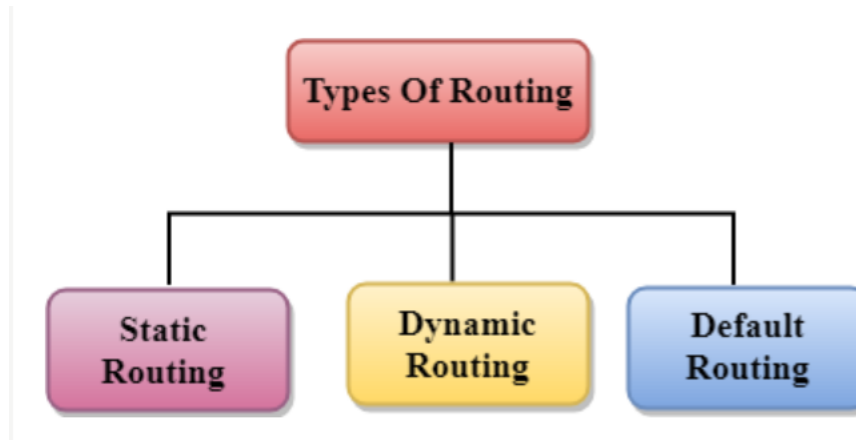 Types Of Routing
Static
Routing
Dynamic
Routing
Default
Routing